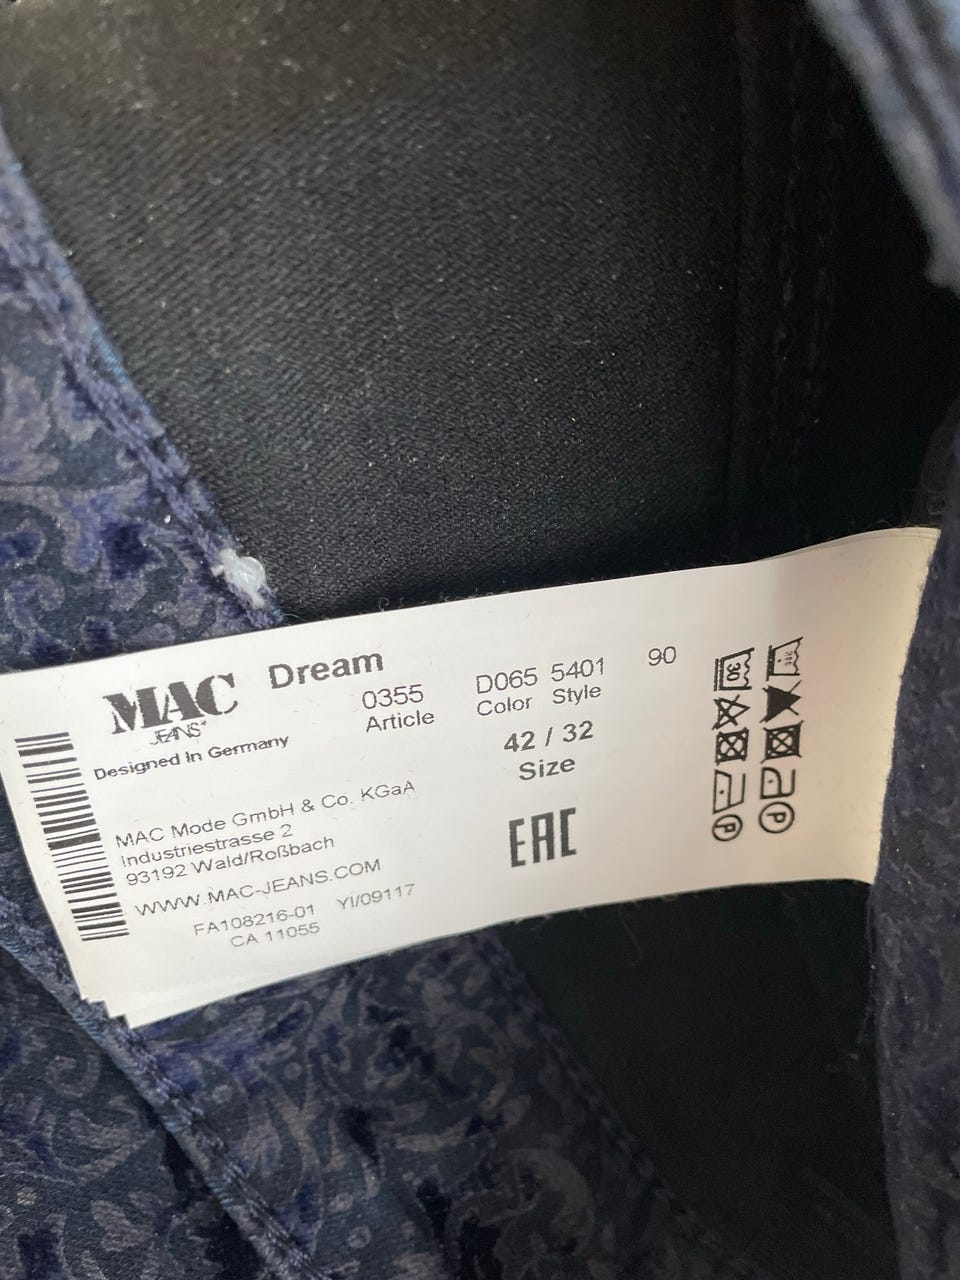 MAC Dream
JEANS
Designed In Germany
0355 D065 5401 90
Article Color Style
42 / 32
Size
MAC Mode GmbH & Co. KGaA
Industriestrasse 2
93192 Wald/Roßbach
WWW.MAC-JEANS.COM
FA108216-01 YI/09117
CA 11055
EAC
30
P
P